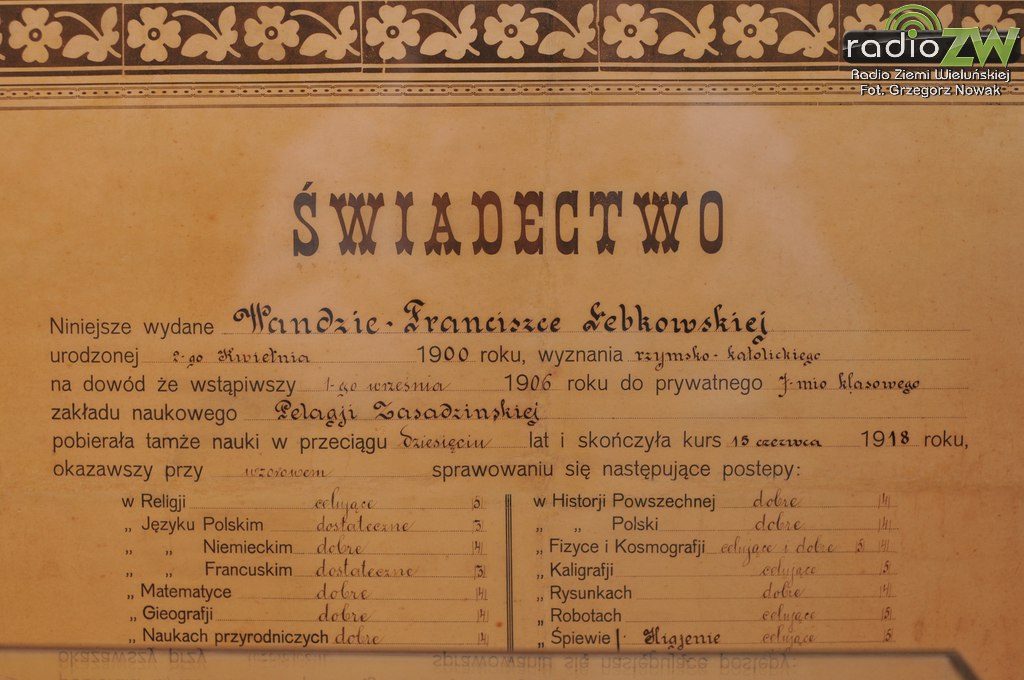 radioZW
Radio Ziemi Wieluńskiej
Fot. Grzegorz Nowak
ŚWIADECTWO
Niniejsze wydane Wandzie-Franciszce Łebkowskiej
urodzonej 2-go Kwietnia 1900 roku, wyznania rzymsko-katolickiego
na dowód że wstąpiwszy 1-go września 1906 roku do prywatnego 7-mio klasowego
zakładu naukowego Pelagji Zasadzinskiej
pobierała tamże nauki w przeciągu dziesięciu lat i skończyła kurs 15 czerwca 1918 roku,
okazawszy przy wzorowem sprawowaniu się następujące postepy:
w Religji celujące |5|
„ Języku Polskim dostateczne |3|
„ „ Niemieckim dobre |4|
„ „ Francuskim dostateczne |3|
„ Matematyce dobre |4|
„ Gieografji dobre |4|
„ Naukach przyrodniczych dobre |4|
w Historji Powszechnej dobre |4|
„ „ Polski dobre |4|
„ Fizyce i Kosmografji celujące i dobre |5| |4|
„ Kaligrafji celujące |5|
„ Rysunkach dobre |4|
„ Robotach celujące |5|
„ Śpiewie /. Higjenie celujące |5|